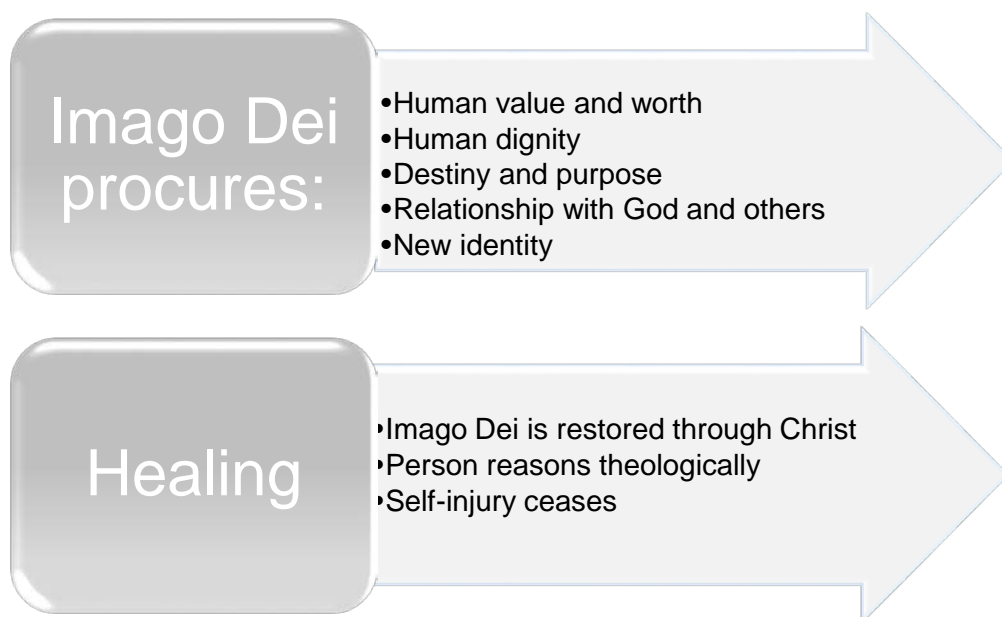 Imago Dei
procures:
•Human value and worth
•Human dignity
•Destiny and purpose
•Relationship with God and others
•New identity
Healing
•Imago Dei is restored through Christ
•Person reasons theologically
•Self-injury ceases